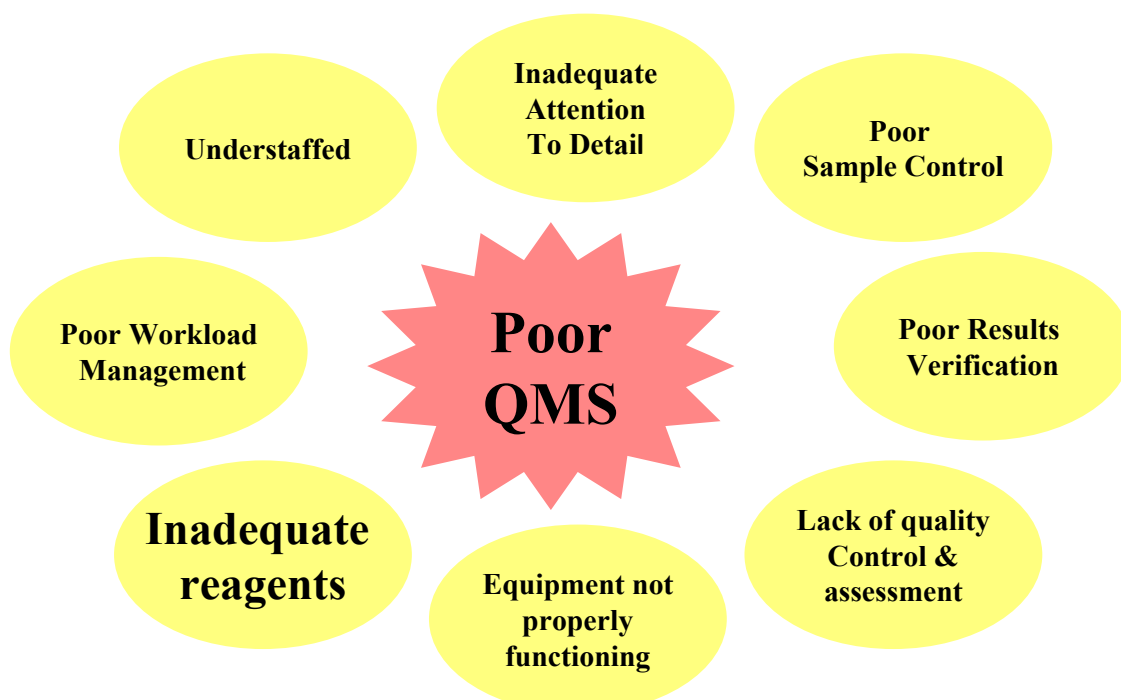 Inadequate
Attention
To Detail
Understaffed
Poor
Sample Control
Poor Workload
Management
Poor
QMS
Poor Results
Verification
Inadequate
reagents
Equipment not
properly
functioning
Lack of quality
Control &
assessment